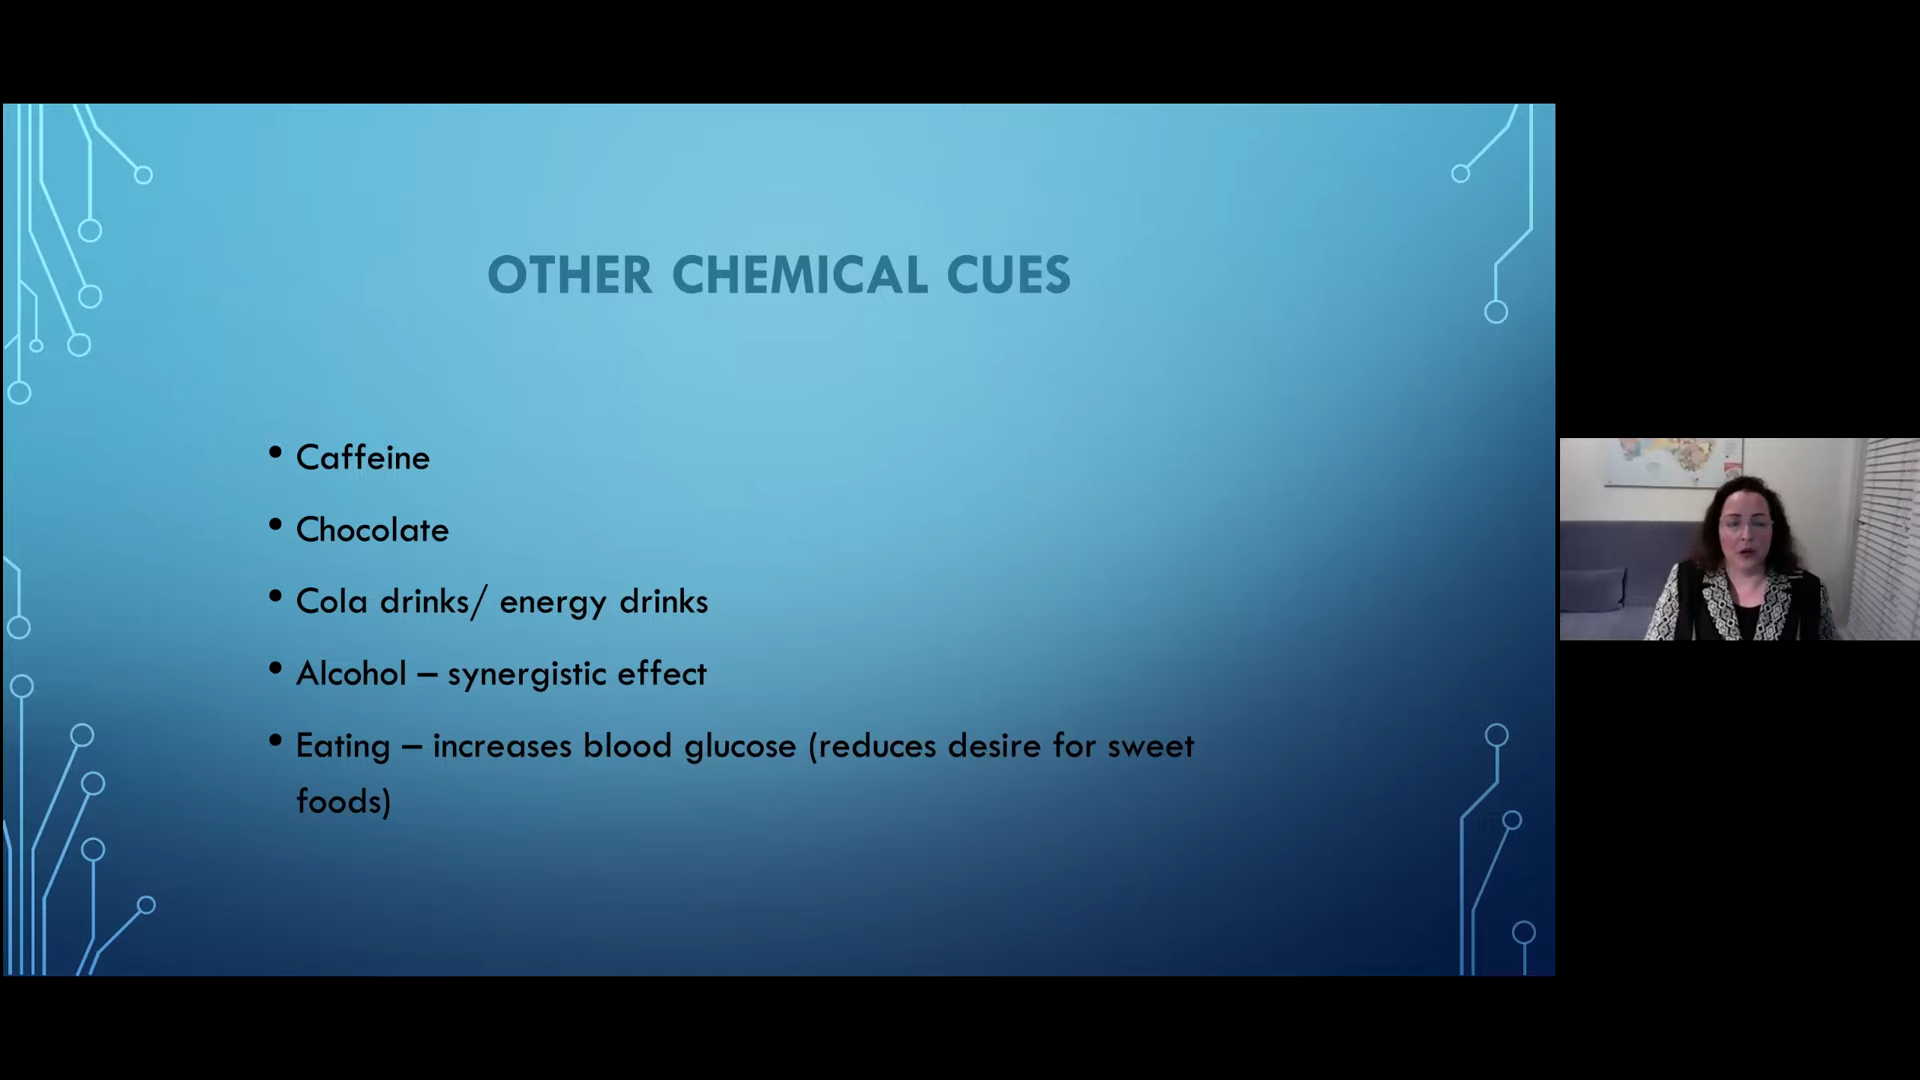 OTHER CHEMICAL CUES
• Caffeine
• Chocolate
• Cola drinks/ energy drinks
• Alcohol – synergistic effect
• Eating – increases blood glucose (reduces desire for sweet
foods)